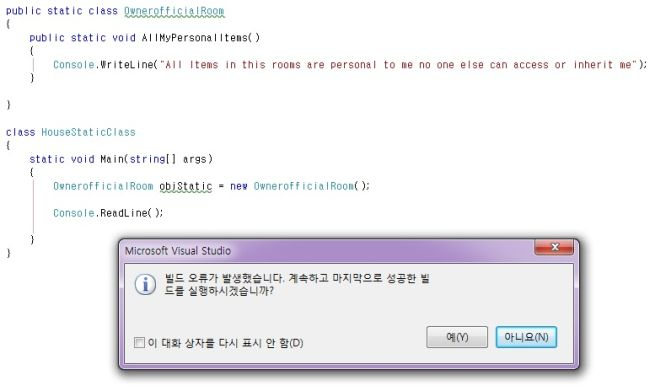 public static class OwnerofficialRoom
{
public static void AllMyPersonalItems()
{
Console.WriteLine("All Items in this rooms are personal to me no one else can access or inherit me");
}
}
class HouseStaticClass
{
static void Main(string[] args)
{
OwnerofficialRoom objStatic = new OwnerofficialRoom();
Console.ReadLine();
}
}
Microsoft Visual Studio
빌드 오류가 발생했습니다. 계속하고 마지막으로 성공한 빌
드를 실행하시겠습니까?
이 대화 상자를 다시 표시 안 함(D)
예(Y)
아니요(N)